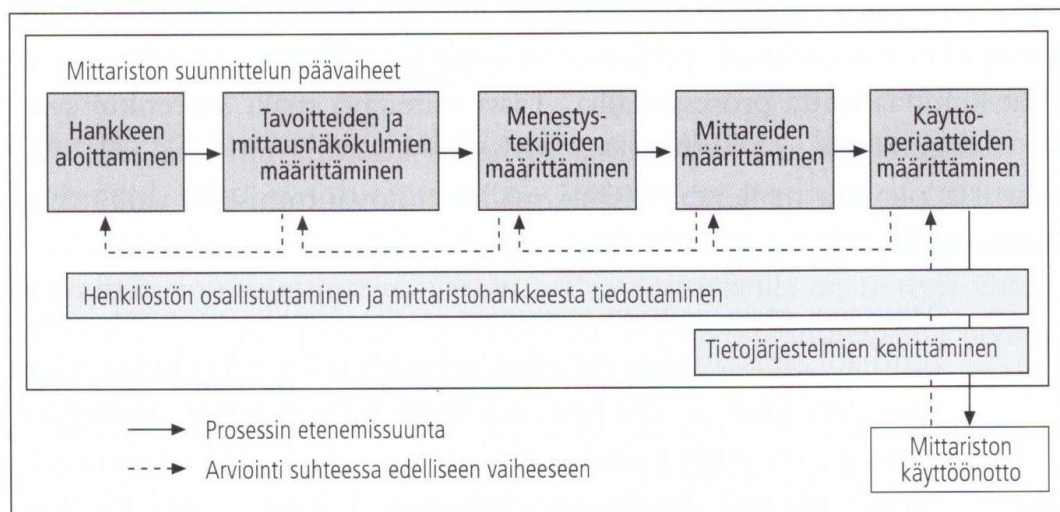 Mittariston suunnittelun päävaiheet
Hankkeen
aloittaminen
Tavoitteiden ja
mittausnäkökulmien
määrittäminen
Menestys-
tekijöiden
määrittäminen
Mittareiden
määrittäminen
Käyttö-
periaatteiden
määrittäminen
Henkilöstön osallistuttaminen ja mittaristohankkeesta tiedottaminen
Tietojärjestelmien kehittäminen
Prosessin etenemissuunta
Arviointi suhteessa edelliseen vaiheeseen
Mittariston
käyttöönotto